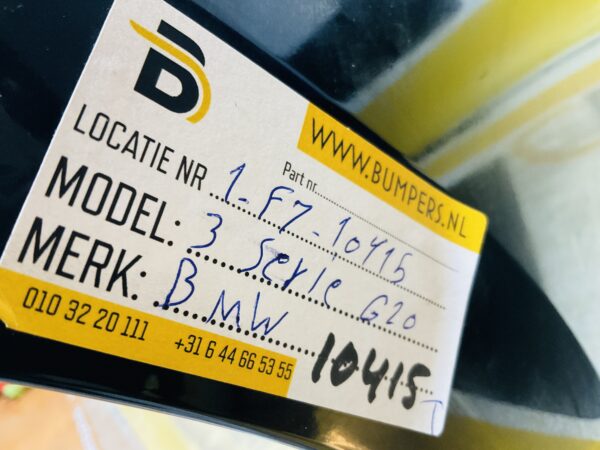 B
WWW.BUMPERS.NL
Part nr.
LOCATIE NR 1-F7-10415
MODEL: 3 Serie G20
MERK: BMW
010 32 20 111 +31 6 44 66 53 55
10415